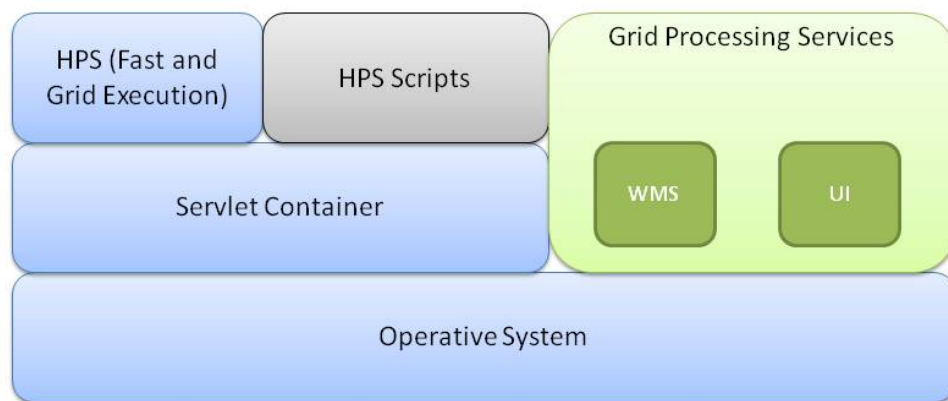 HPS (Fast and
Grid Execution)
HPS Scripts
Grid Processing Services
WMS
UI
Servlet Container
Operative System